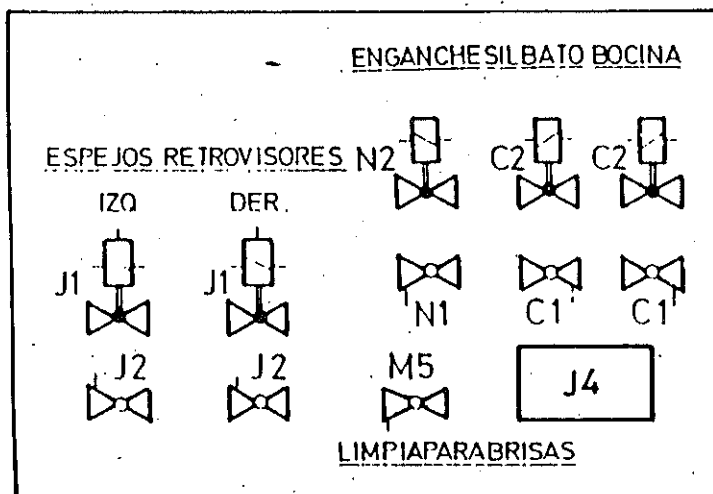 ENGANCHE SILBATO BOCINA
ESPEJOS RETROVISORES N2 C2 C2
IZQ DER.
J1 J1
N1 C1 C1
J2 J2 M5 J4
LIMPIAPARABRISAS